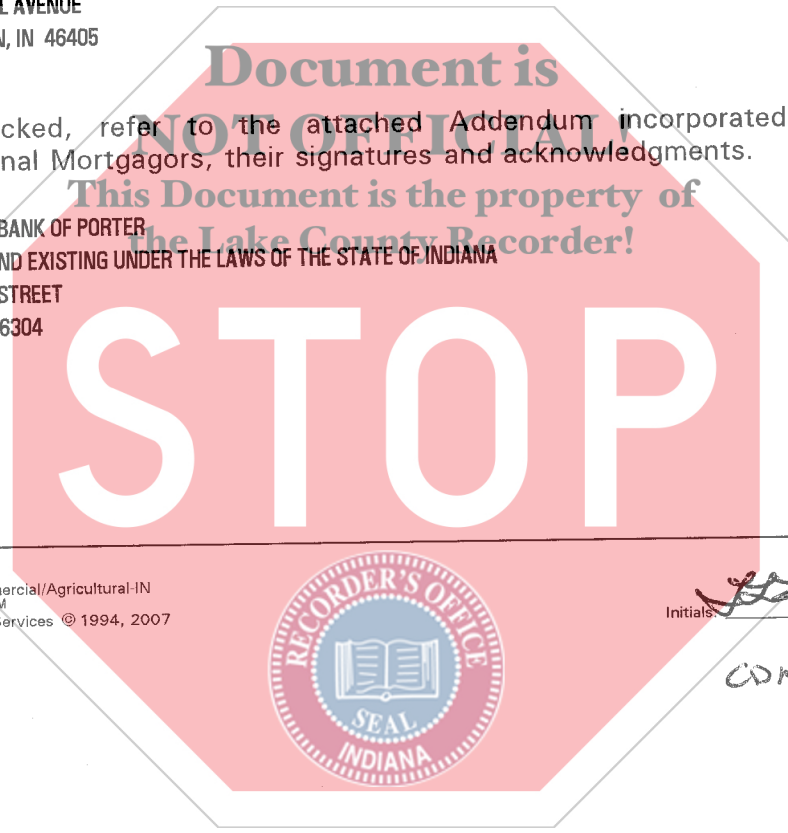 L AVENUE
N, IN 46405
Document is
cked, refer to the attached Addendum incorporated
NOT OFFICIAL!
nal Mortgagors, their signatures and acknowledgments.
This Document is the property of
BANK OF PORTER
the Lake County Recorder!
ND EXISTING UNDER THE LAWS OF THE STATE OF INDIANA
STREET
6304
STOP
ercial/Agricultural-IN
M
ervices © 1994, 2007
Initials:
RECORDER'S OFFICE
SEAL
INDIANA